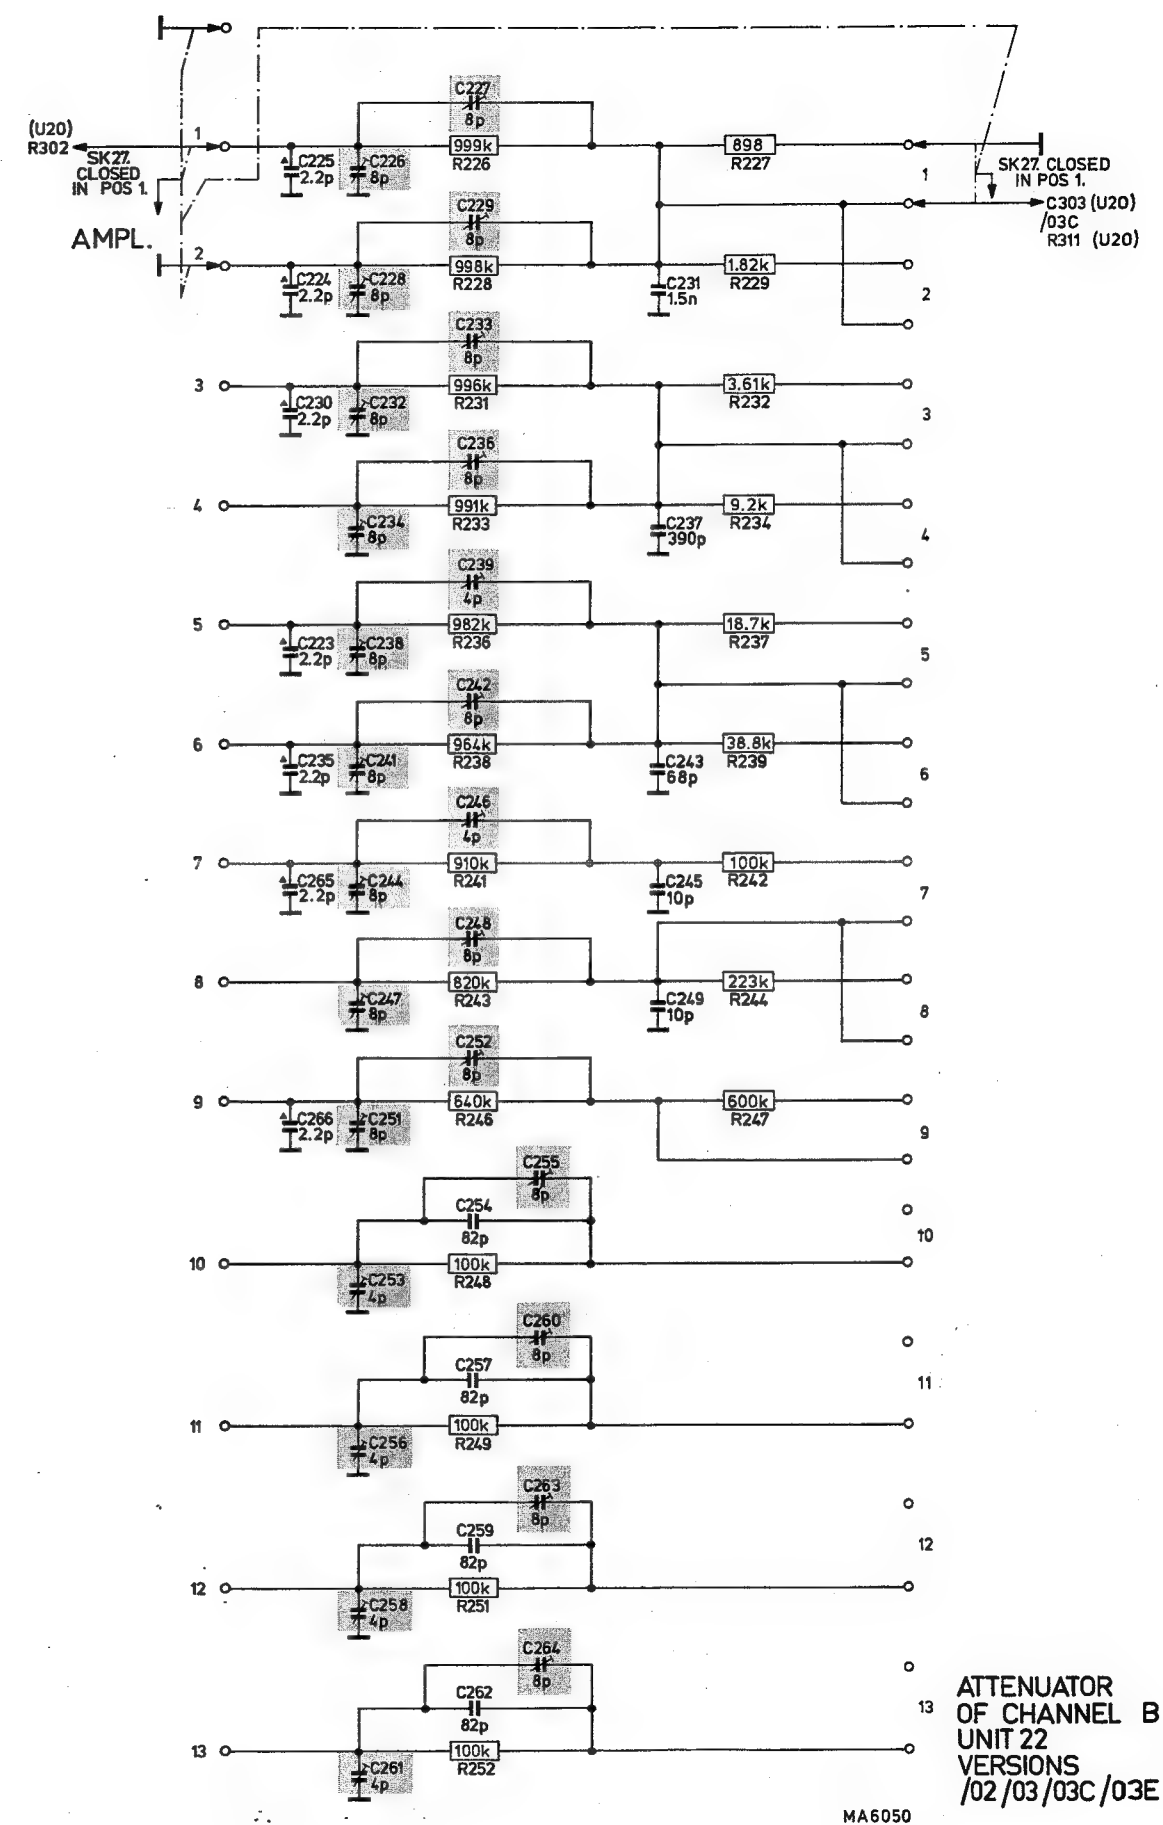 C227
8p
(U20)
R302
1
999k
R226
898
R227
SK27.
CLOSED
IN POS 1.
C225
2.2p
C226
8p
1
SK27. CLOSED
IN POS 1.
C229
8p
C303 (U20)
/03C
R311 (U20)
AMPL.
2
998k
R228
1.82k
R229
C224
2.2p
C228
8p
C231
1.5n
2
C233
8p
3
996k
R231
3.61k
R232
C230
2.2p
C232
8p
3
C236
8p
4
991k
R233
9.2k
R234
C234
8p
C237
390p
4
C239
4p
5
982k
R236
18.7k
R237
C223
2.2p
C238
8p
5
C242
8p
6
964k
R238
38.8k
R239
C235
2.2p
C241
8p
C243
68p
6
C246
4p
7
910k
R241
100k
R242
C265
2.2p
C244
8p
C245
10p
7
C248
8p
8
820k
R243
223k
R244
C247
8p
C249
10p
8
C252
8p
9
640k
R246
600k
R247
C266
2.2p
C251
8p
9
C255
8p
C254
82p
10
10
100k
R248
C253
4p
C260
8p
C257
82p
11
11
100k
R249
C256
4p
C263
8p
C259
82p
12
12
100k
R251
C258
4p
C264
8p
C262
82p
13
13
100k
R252
C261
4p
ATTENUATOR
OF CHANNEL B
UNIT 22
VERSIONS
/02/03/03C/03E
MA6050